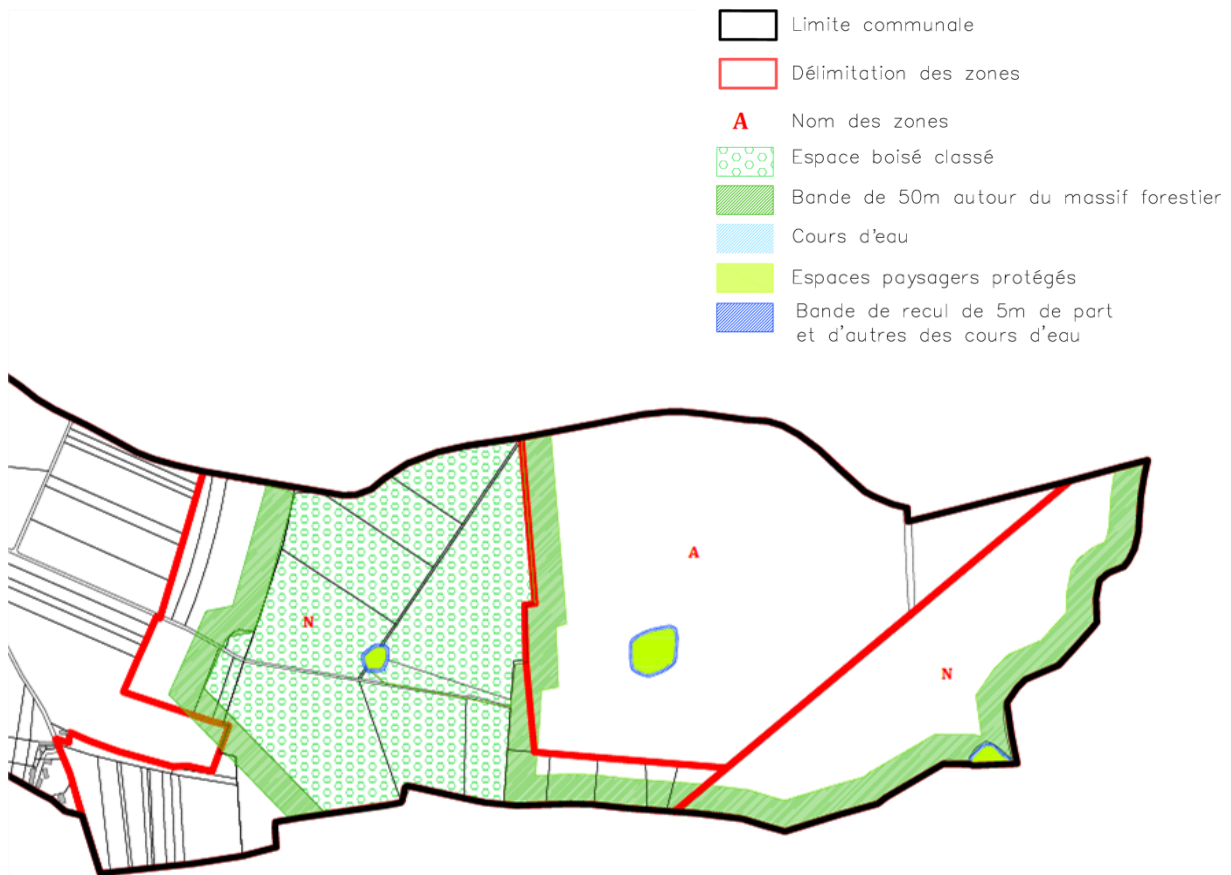 Limite communale
Délimitation des zones
A Nom des zones
Espace boisé classé
Bande de 50m autour du massif forestier
Cours d'eau
Espaces paysagers protégés
Bande de recul de 5m de part
et d'autres des cours d'eau
A
N
N